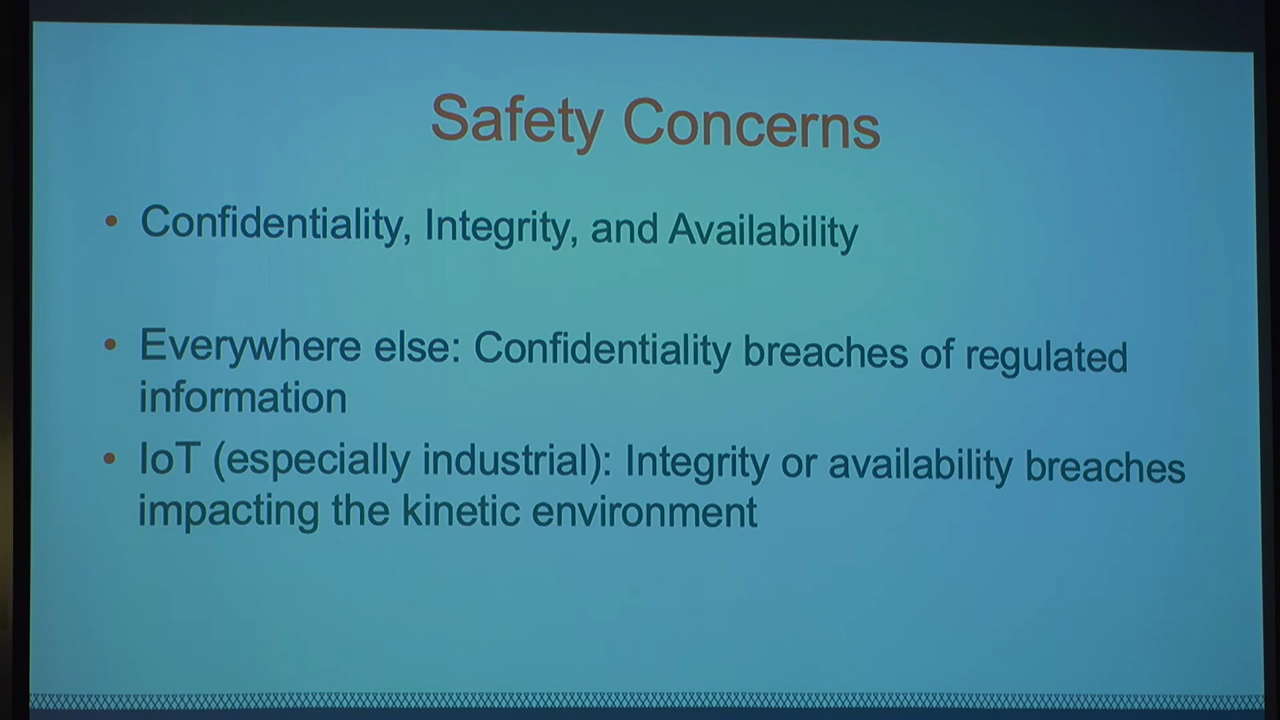 Safety Concerns
• Confidentiality, Integrity, and Availability
• Everywhere else: Confidentiality breaches of regulated
information
• IoT (especially industrial): Integrity or availability breaches
impacting the kinetic environment